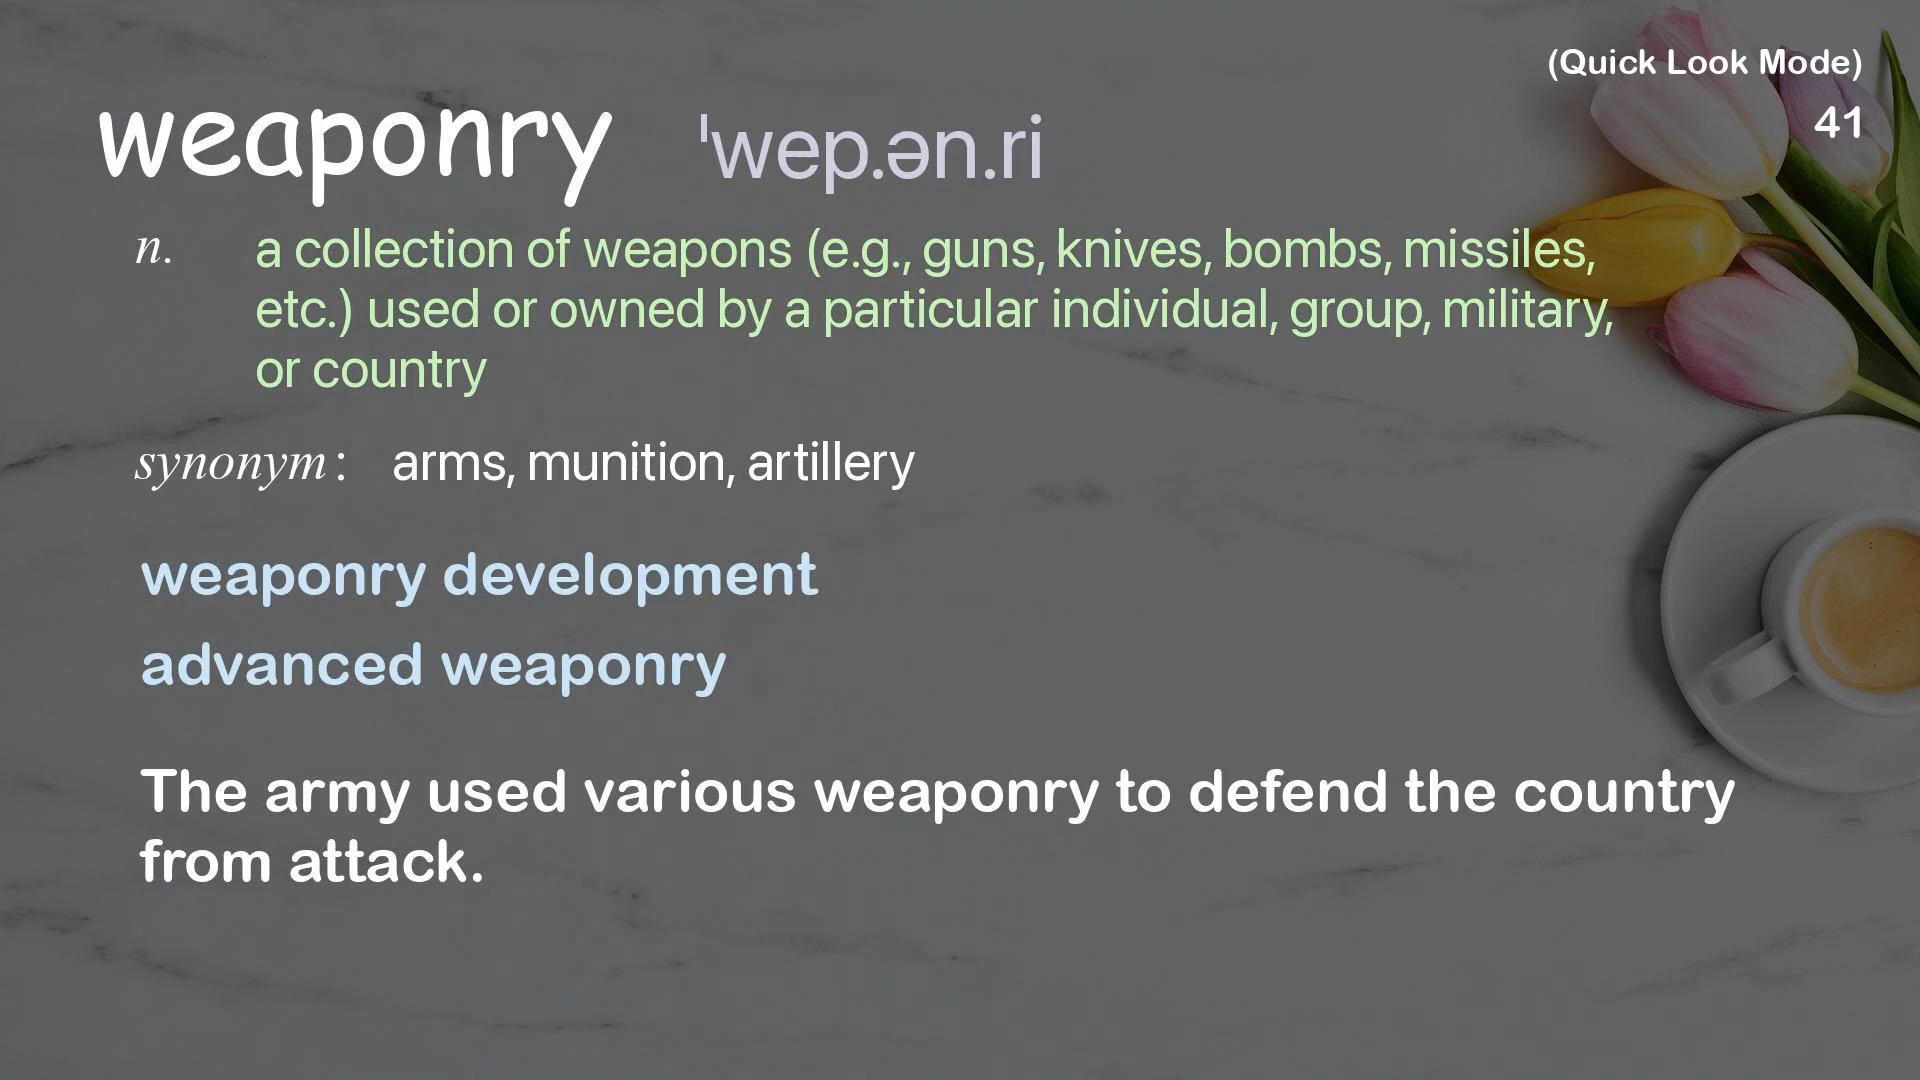 (Quick Look Mode)
41
weaponry ˈwep.ən.ri
n. a collection of weapons (e.g., guns, knives, bombs, missiles,
etc.) used or owned by a particular individual, group, military,
or country
synonym: arms, munition, artillery
weaponry development
advanced weaponry
The army used various weaponry to defend the country
from attack.